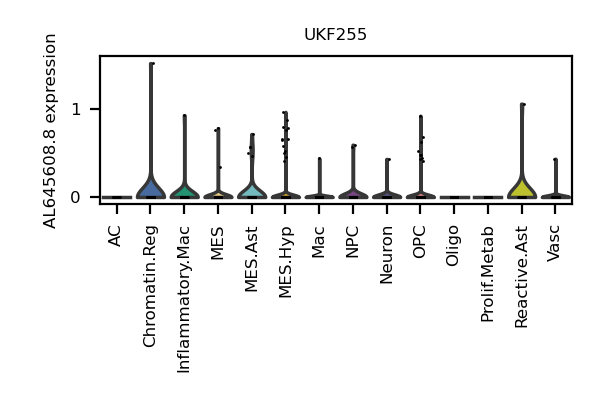 UKF255
AL645608.8 expression
1
0
AC
Chromatin.Reg
Inflammatory.Mac
MES
MES.Ast
MES.Hyp
Mac
NPC
Neuron
OPC
Oligo
Prolif.Metab
Reactive.Ast
Vasc